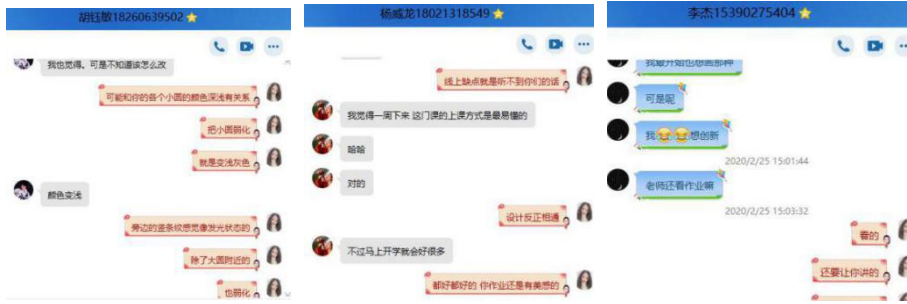 胡钰敏18260639502
我也觉得。可是不知道该怎么改
可能和你的各个小圆的颜色深浅有关系
把小圆弱化
就是变浅灰色
颜色变浅
旁边的竖条纹感觉像发光状态的
除了大圆附近的
也弱化
杨威龙18021318549
线上缺点就是听不到你们的话
我觉得一周下来 这门课的上课方式是最易懂的
哈哈
对的
设计反正相通
不过马上开学就会好很多
都好都好的 你作业还是有美感的
李杰15390275404
我最开始也想画那种
可是呢
我😂😂想创新
2020/2/25 15:01:44
老师还看作业嘛
2020/2/25 15:03:32
看的
还要让你讲的